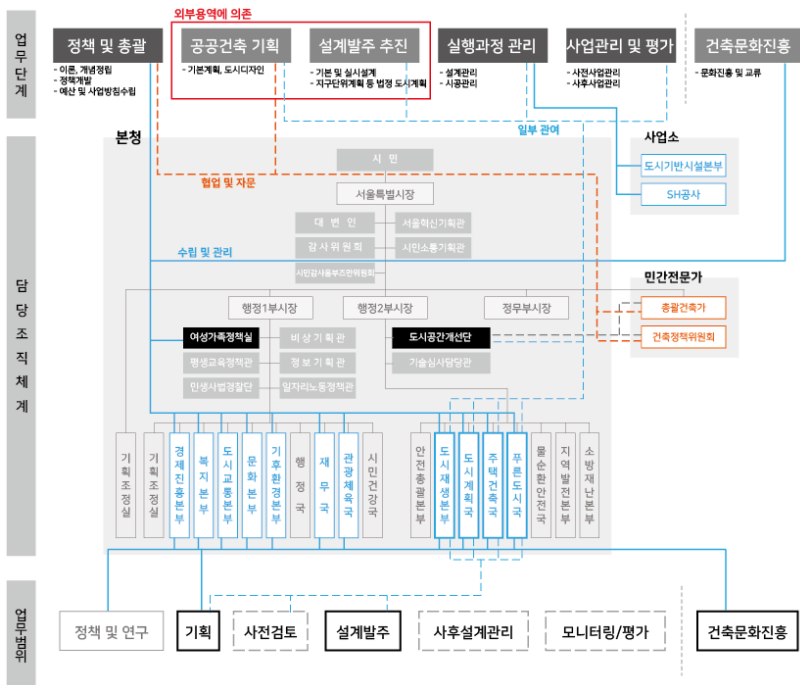 외부용역에 의존
업무단계
정책 및 총괄
- 이론, 개념정립
- 정책개발
- 예산 및 사업방침수립
공공건축 기획
- 기본계획, 도시디자인
설계발주 추진
- 기본 및 실시설계
- 지구단위계획 등 법정 도시계획
실행과정 관리
- 설계관리
- 시공관리
사업관리 및 평가
- 사전사업관리
- 사후사업관리
건축문화진흥
- 문화진흥 및 교류
담당조직체계
본청
일부 관여
사업소
도시기반시설본부
SH공사
시 민
협업 및 자문
서울특별시장
대 변 인
서울혁신기획관
감사위원회
시민소통기획관
수립 및 관리
시민감사옴부즈만위원회
민간전문가
총괄건축가
건축정책위원회
행정1부시장
행정2부시장
정무부시장
여성가족정책실
비상기획관
도시공간개선단
평생교육정책관
정보기획관
기술심사담당관
민생사법경찰단
일자리노동정책관
기획조정실
기획조정실
경제진흥본부
복지본부
도시교통본부
문화본부
기후환경본부
행정국
재무국
관광체육국
시민건강국
안전총괄본부
도시재생본부
도시계획국
주택건축국
푸른도시국
물순환안전국
지역발전본부
소방재난본부
업무범위
정책 및 연구
기획
사전검토
설계발주
사후설계관리
모니터링/평가
건축문화진흥